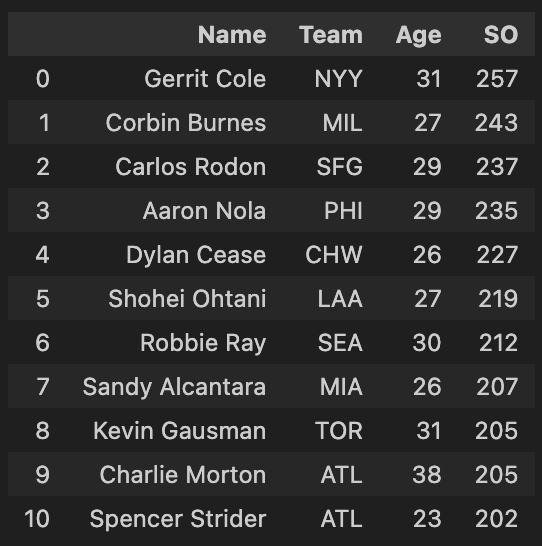 Name Team Age SO
0 Gerrit Cole NYY 31 257
1 Corbin Burnes MIL 27 243
2 Carlos Rodon SFG 29 237
3 Aaron Nola PHI 29 235
4 Dylan Cease CHW 26 227
5 Shohei Ohtani LAA 27 219
6 Robbie Ray SEA 30 212
7 Sandy Alcantara MIA 26 207
8 Kevin Gausman TOR 31 205
9 Charlie Morton ATL 38 205
10 Spencer Strider ATL 23 202